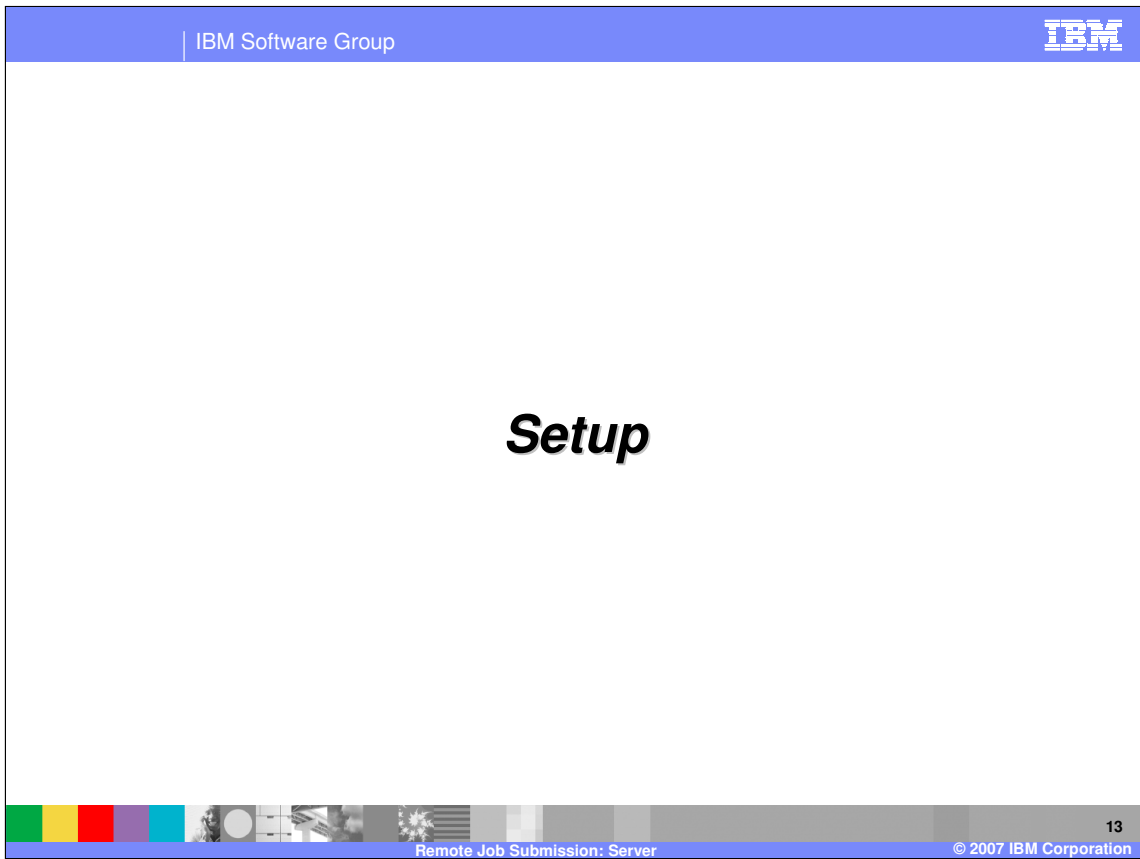 IBM Software Group
IBM
Setup
13
Remote Job Submission: Server
© 2007 IBM Corporation